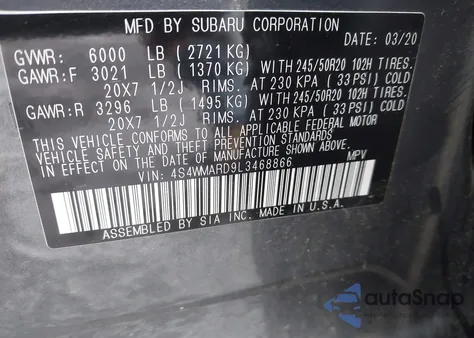 MFD BY SUBARU CORPORATION
DATE: 03/20
GVWR: 6000 LB (2721 KG)
GAWR:F 3021 LB (1370 KG) WITH 245/50R20 102H TIRES.
20X7 1/2J RIMS. AT 230 KPA (33PSI) COLD
GAWR:R 3296 LB (1495 KG) WITH 245/50R20 102H TIRES.
20X7 1/2J RIMS. AT 230 KPA (33PSI) COLD
THIS VEHICLE CONFORMS TO ALL APPLICABLE FEDERAL MOTOR
VEHICLE SAFETY AND THEFT PREVENTION STANDARDS
IN EFFECT ON THE DATE OF MANUFACTURE SHOWN ABOVE.
VIN: 4S4WMARD9L3468866 MPV
ASSEMBLED BY SIA INC. MADE IN U.S.A.
autaSnap